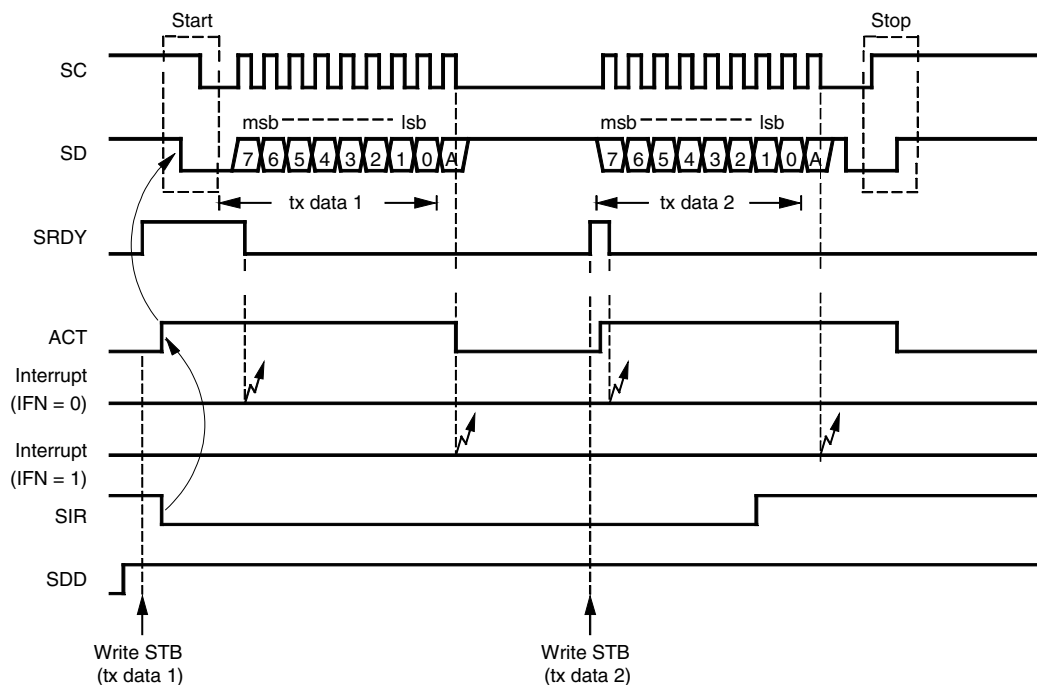 Start
Stop
SC
msb lsb
msb lsb
SD
7 6 5 4 3 2 1 0 A
7 6 5 4 3 2 1 0 A
tx data 1
tx data 2
SRDY
ACT
Interrupt
(IFN = 0)
Interrupt
(IFN = 1)
SIR
SDD
Write STB
(tx data 1)
Write STB
(tx data 2)